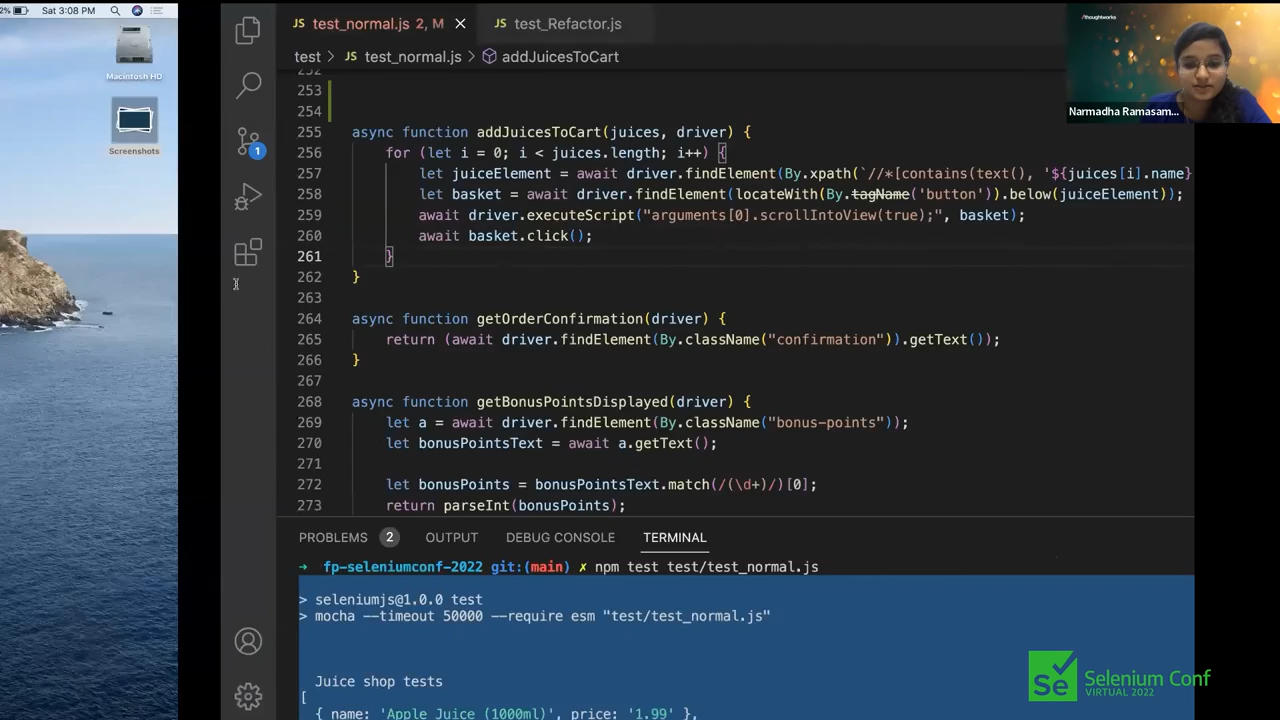 2% Sat 3:08 PM
Macintosh HD
Screenshots
1
JS test_normal.js 2, M
JS test_Refactor.js
test > JS test_normal.js > addJuicesToCart
/thoughtworks
Narmadha Ramasam...
252
253
254
255 async function addJuicesToCart(juices, driver) {
256 for (let i = 0; i < juices.length; i++) {
257 let juiceElement = await driver.findElement(By.xpath(`//*[contains(text(), '${juices[i].name}
258 let basket = await driver.findElement(locateWith(By.tagName('button')).below(juiceElement));
259 await driver.executeScript("arguments[0].scrollIntoView(true);", basket);
260 await basket.click();
261 }
262 }
263
264 async function getOrderConfirmation(driver) {
265 return (await driver.findElement(By.className("confirmation")).getText());
266 }
267
268 async function getBonusPointsDisplayed(driver) {
269 let a = await driver.findElement(By.className("bonus-points"));
270 let bonusPointsText = await a.getText();
271
272 let bonusPoints = bonusPointsText.match(/(\d+)/)[0];
273 return parseInt(bonusPoints);
PROBLEMS 2 OUTPUT DEBUG CONSOLE TERMINAL
→ fp-seleniumconf-2022 git:(main) ✗ npm test test/test_normal.js
> seleniumjs@1.0.0 test
> mocha --timeout 50000 --require esm "test/test_normal.js"
Juice shop tests
[
{ name: 'Apple Juice (1000ml)', price: '1.99' },
Se Selenium Conf
VIRTUAL 2022